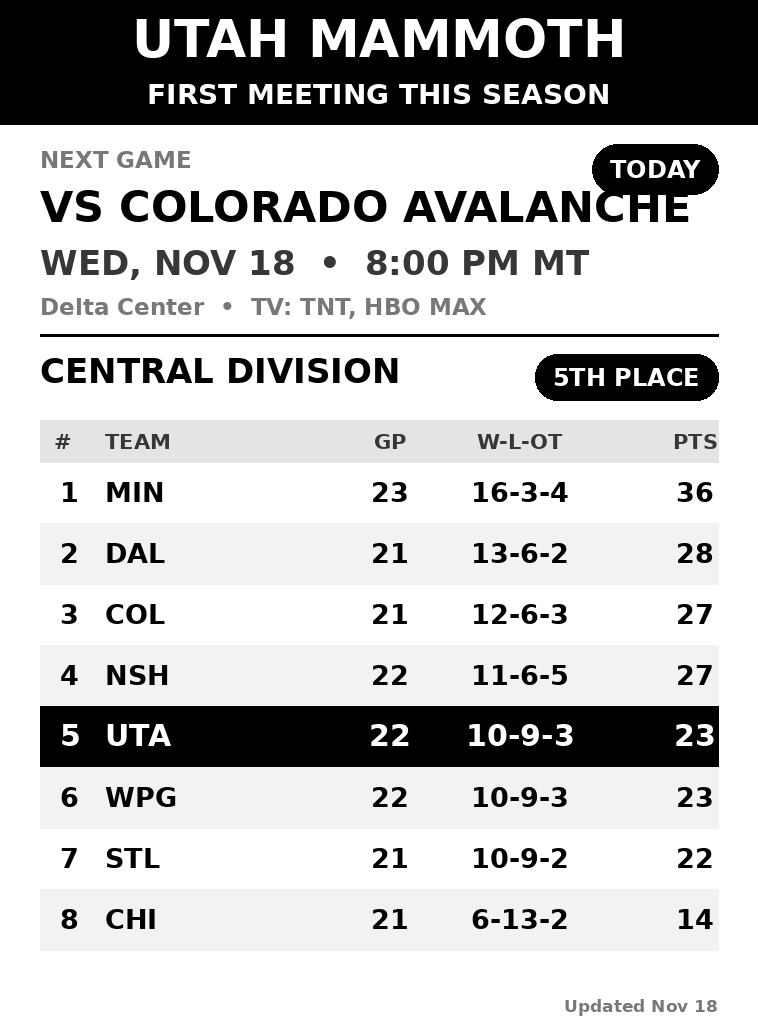 UTAH MAMMOTH
FIRST MEETING THIS SEASON
NEXT GAME
TODAY
VS COLORADO AVALANCHE
WED, NOV 18 • 8:00 PM MT
Delta Center • TV: TNT, HBO MAX
CENTRAL DIVISION
5TH PLACE
# TEAM GP W-L-OT PTS
1 MIN 23 16-3-4 36
2 DAL 21 13-6-2 28
3 COL 21 12-6-3 27
4 NSH 22 11-6-5 27
5 UTA 22 10-9-3 23
6 WPG 22 10-9-3 23
7 STL 21 10-9-2 22
8 CHI 21 6-13-2 14
Updated Nov 18